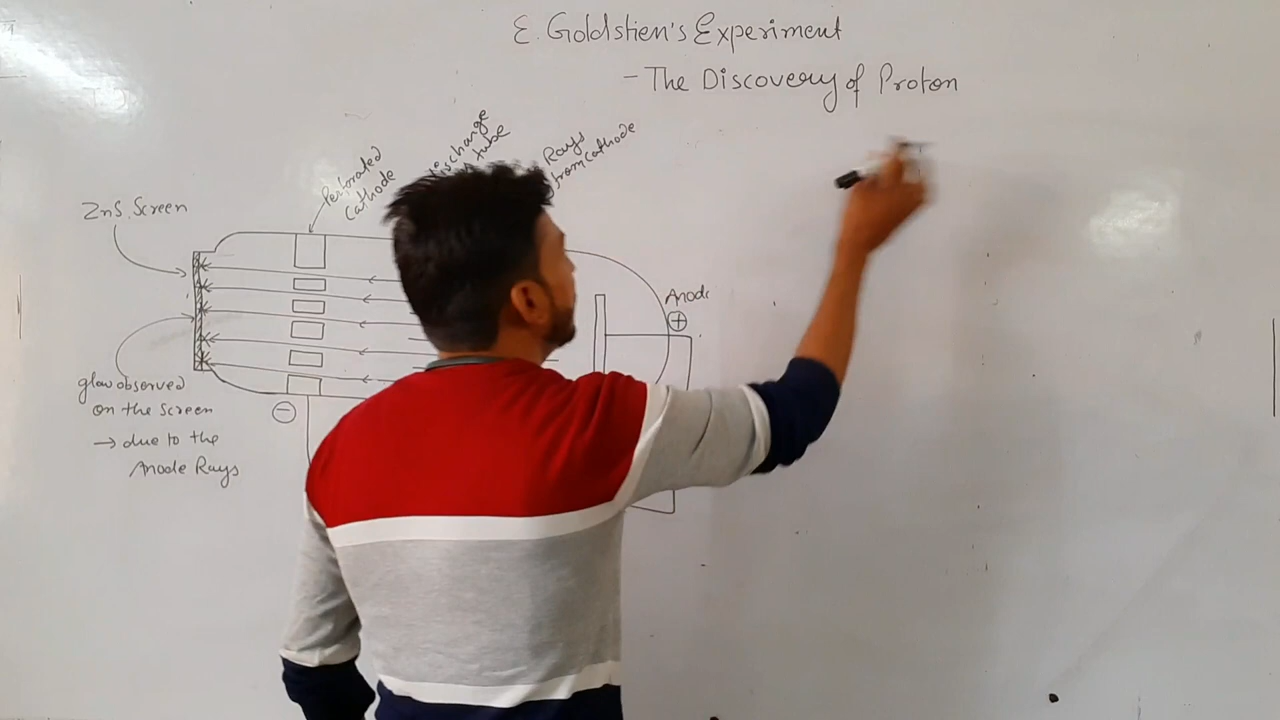 E. Goldstien's Experiment
- The Discovery of Proton
ZnS Screen
Perforated
Cathode
tube
Rays
from cathode
Anode
+
glow observed
on the screen
→ due to the
Anode Rays
−